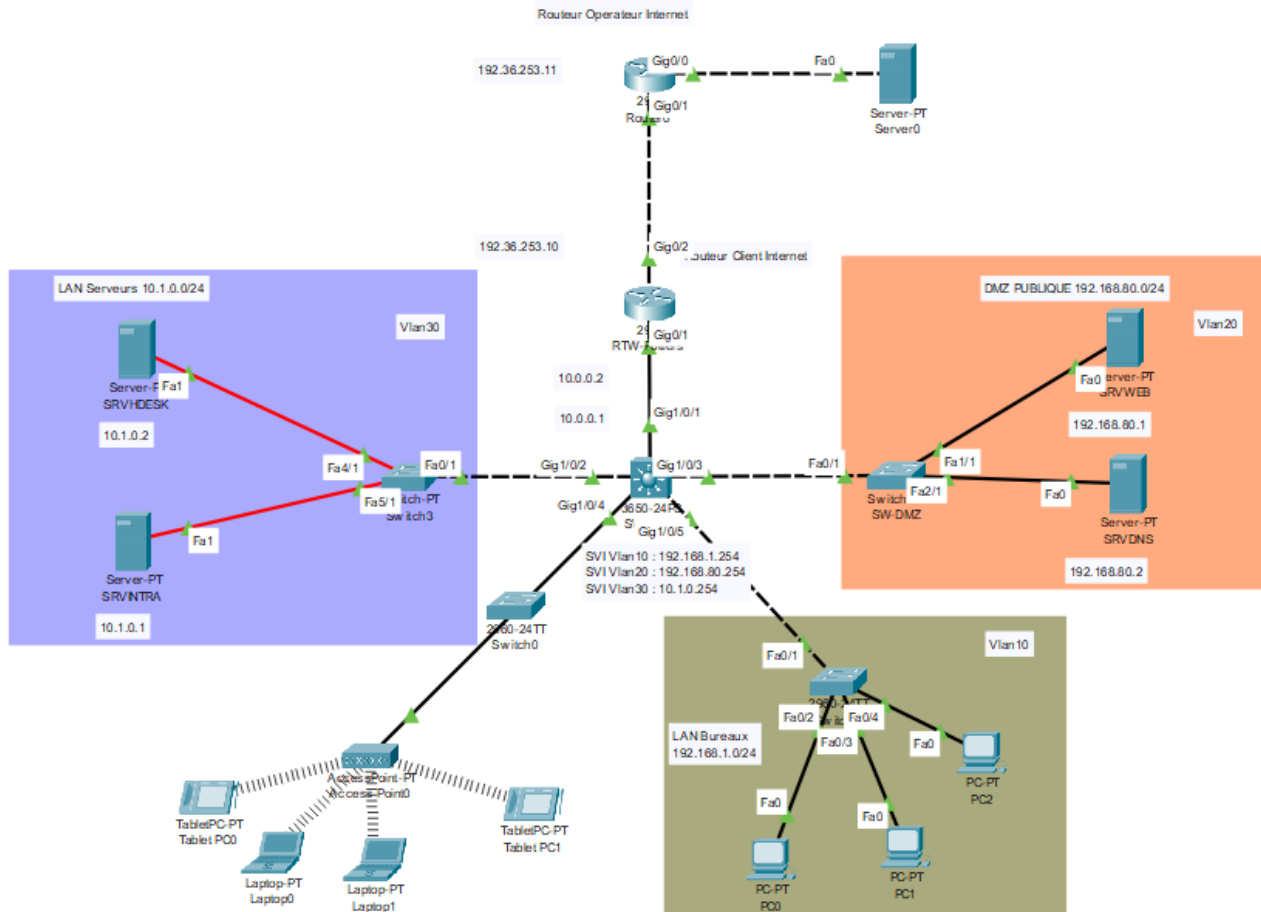 Routeur Operateur Internet
192.36.253.11
Gig0/0
Fa0
Gig0/1
Server-PT
Server0
192.36.253.10
Gig0/2
Routeur Client Internet
Gig0/1
10.0.0.2
10.0.0.1
Gig1/0/1
LAN Serveurs 10.1.0.0/24
Vlan30
Fa1
SRVHDESK
10.1.0.2
Fa4/1
Fa0/1
Fa5/1
Switch3
Fa1
Server-PT
SRVINTRA
10.1.0.1
Gig1/0/2
Gig1/0/3
Gig1/0/4
Gig1/0/5
SVI Vlan10 : 192.168.1.254
SVI Vlan20 : 192.168.80.254
SVI Vlan30 : 10.1.0.254
DMZ PUBLIQUE 192.168.80.0/24
Vlan20
Fa0
SRVWEB
192.168.80.1
Fa0/1
Fa1/1
Fa2/1
Fa0
SW-DMZ
Server-PT
SRVDNS
192.168.80.2
2960-24TT
Switch0
Vlan10
Fa0/1
LAN Bureaux
192.168.1.0/24
Fa0/2
Fa0/4
Fa0/3
Fa0
PC-PT
PC2
Fa0
Fa0
PC-PT
PC1
PC-PT
PC0
AccessPoint-PT
Access-Point0
TabletPC-PT
Tablet PC0
TabletPC-PT
Tablet PC1
Laptop-PT
Laptop0
Laptop-PT
Laptop1